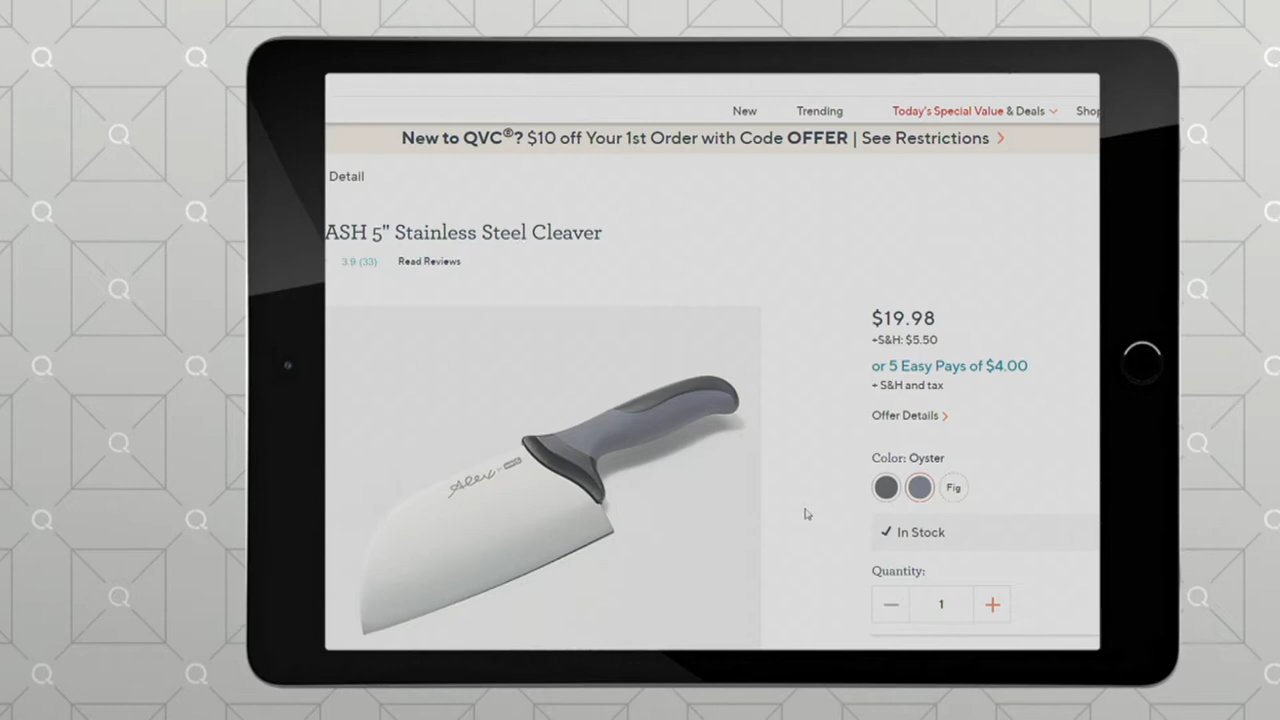 New Trending Today's Special Value & Deals Shop
New to QVC®? $10 off Your 1st Order with Code OFFER | See Restrictions
Detail
ASH 5" Stainless Steel Cleaver
3.9 (33) Read Reviews
$19.98
+S&H: $5.50
or 5 Easy Pays of $4.00
+ S&H and tax
Offer Details
Color: Oyster
Fig
Alex
In Stock
Quantity:
1